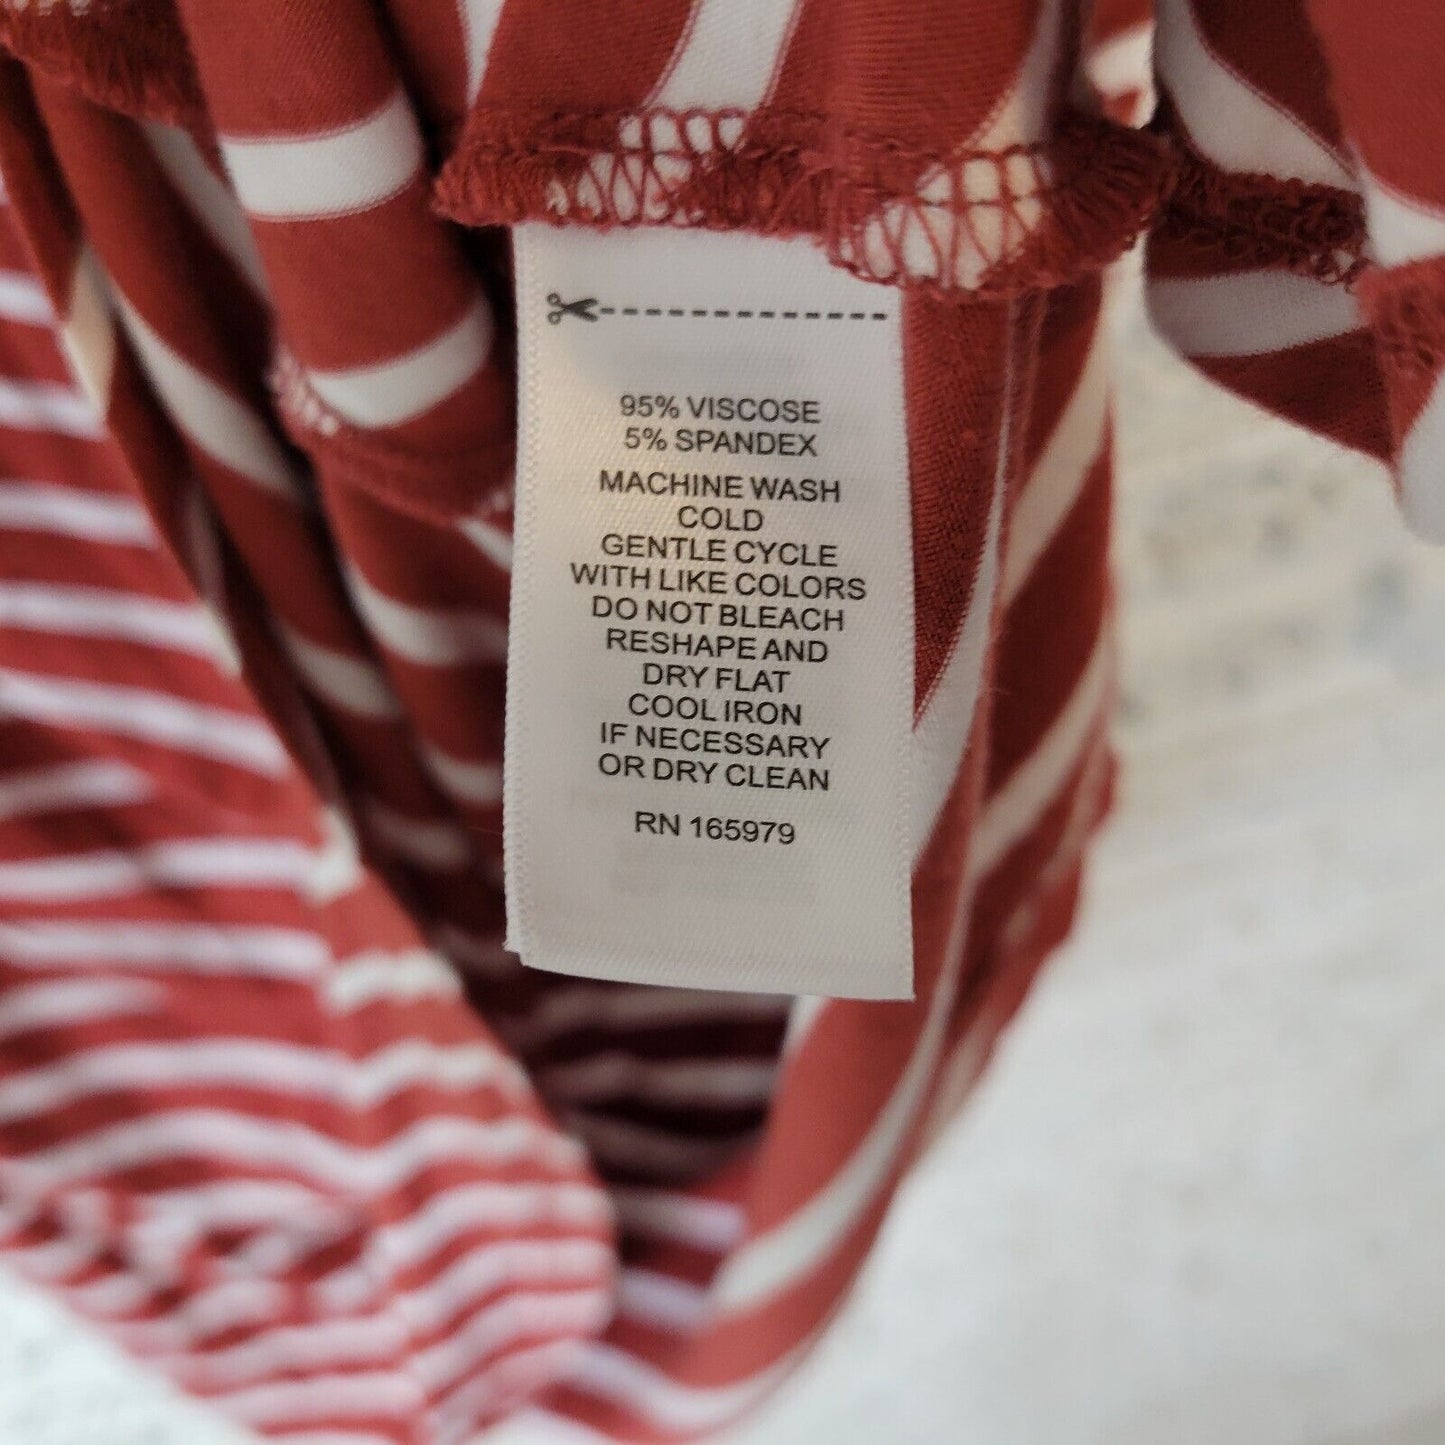 95% VISCOSE
5% SPANDEX
MACHINE WASH
COLD
GENTLE CYCLE
WITH LIKE COLORS
DO NOT BLEACH
RESHAPE AND
DRY FLAT
COOL IRON
IF NECESSARY
OR DRY CLEAN
RN 165979